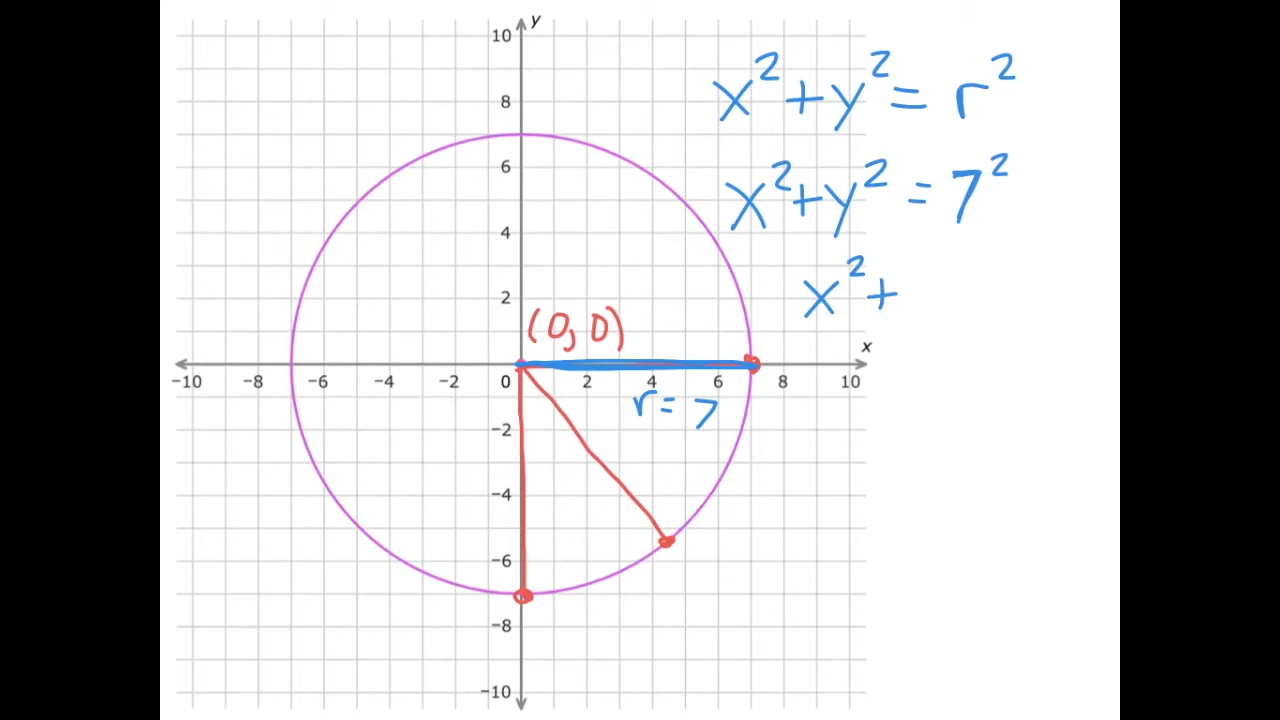 y
10
8
6
4
2
x² + y² = r²
x² + y² = 7²
x² +
(0, 0)
x
−10 −8 −6 −4 −2 0 2 4 6 8 10
r = 7
−2
−4
−6
−8
−10